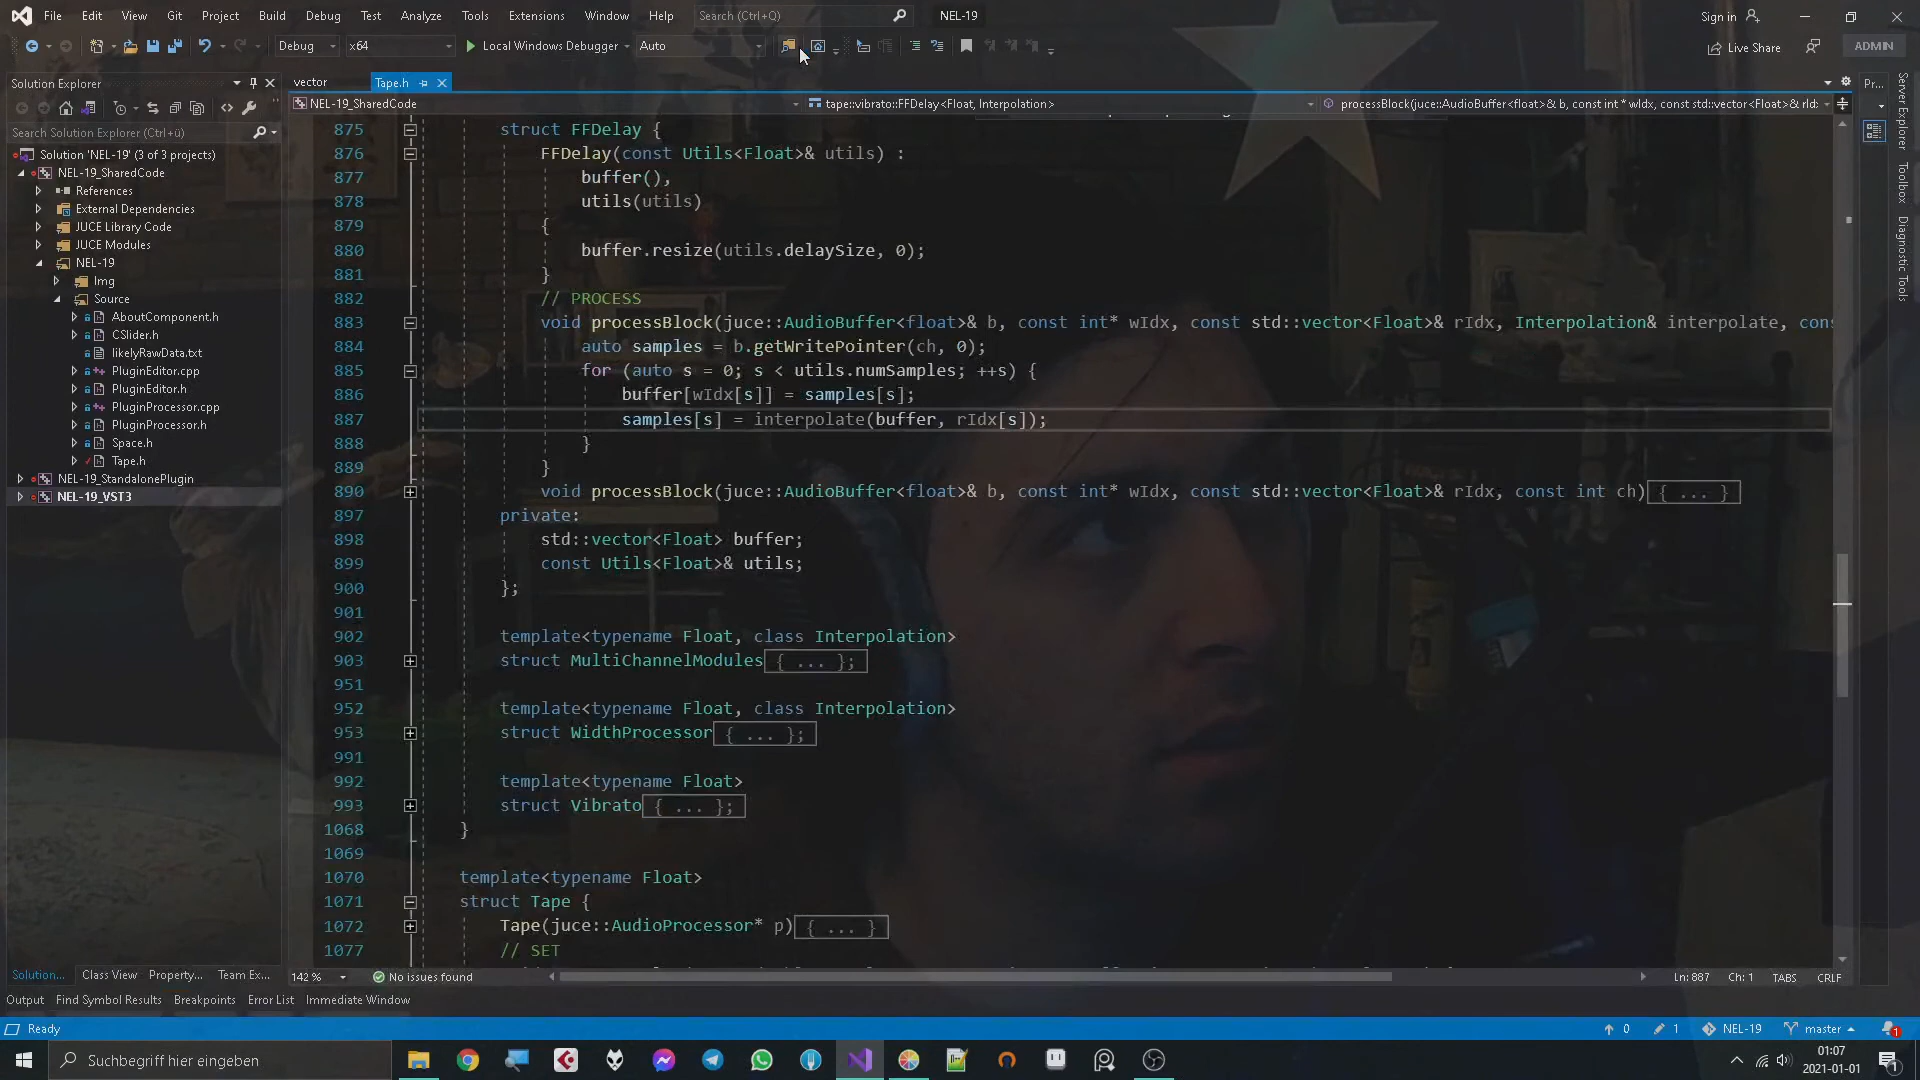 File Edit View Git Project Build Debug Test Analyze Tools Extensions Window Help Search (Ctrl+Q) NEL-19 Sign in
Debug x64 Local Windows Debugger Auto Live Share ADMIN
Solution Explorer vector Tape.h Pr...
NEL-19_SharedCode tape::vibrato::FFDelay<Float, Interpolation> processBlock(juce::AudioBuffer<float>& b, const int * wIdx, const std::vector<Float>& rIdx
Search Solution Explorer (Ctrl+ü)
Solution 'NEL-19' (3 of 3 projects)
NEL-19_SharedCode
References
External Dependencies
JUCE Library Code
JUCE Modules
NEL-19
Img
Source
AboutComponent.h
CSlider.h
likelyRawData.txt
PluginEditor.cpp
PluginEditor.h
PluginProcessor.cpp
PluginProcessor.h
Space.h
Tape.h
NEL-19_StandalonePlugin
NEL-19_VST3
875 struct FFDelay {
876 FFDelay(const Utils<Float>& utils) :
877 buffer(),
878 utils(utils)
879 {
880 buffer.resize(utils.delaySize, 0);
881 }
882 // PROCESS
883 void processBlock(juce::AudioBuffer<float>& b, const int* wIdx, const std::vector<Float>& rIdx, Interpolation& interpolate, cons
884 auto samples = b.getWritePointer(ch, 0);
885 for (auto s = 0; s < utils.numSamples; ++s) {
886 buffer[wIdx[s]] = samples[s];
887 samples[s] = interpolate(buffer, rIdx[s]);
888 }
889 }
890 void processBlock(juce::AudioBuffer<float>& b, const int* wIdx, const std::vector<Float>& rIdx, const int ch){ ... }
897 private:
898 std::vector<Float> buffer;
899 const Utils<Float>& utils;
900 };
901
902 template<typename Float, class Interpolation>
903 struct MultiChannelModules{ ... };
951
952 template<typename Float, class Interpolation>
953 struct WidthProcessor{ ... };
991
992 template<typename Float>
993 struct Vibrato{ ... };
1068 }
1069
1070 template<typename Float>
1071 struct Tape {
1072 Tape(juce::AudioProcessor* p){ ... }
1077 // SET
Server Explorer
Toolbox
Diagnostic Tools
Solution... Class View Property... Team Ex... 142 % No issues found Ln: 887 Ch: 1 TABS CRLF
Output Find Symbol Results Breakpoints Error List Immediate Window
Ready 0 1 NEL-19 master 1
Suchbegriff hier eingeben 01:07
2021-01-01 1